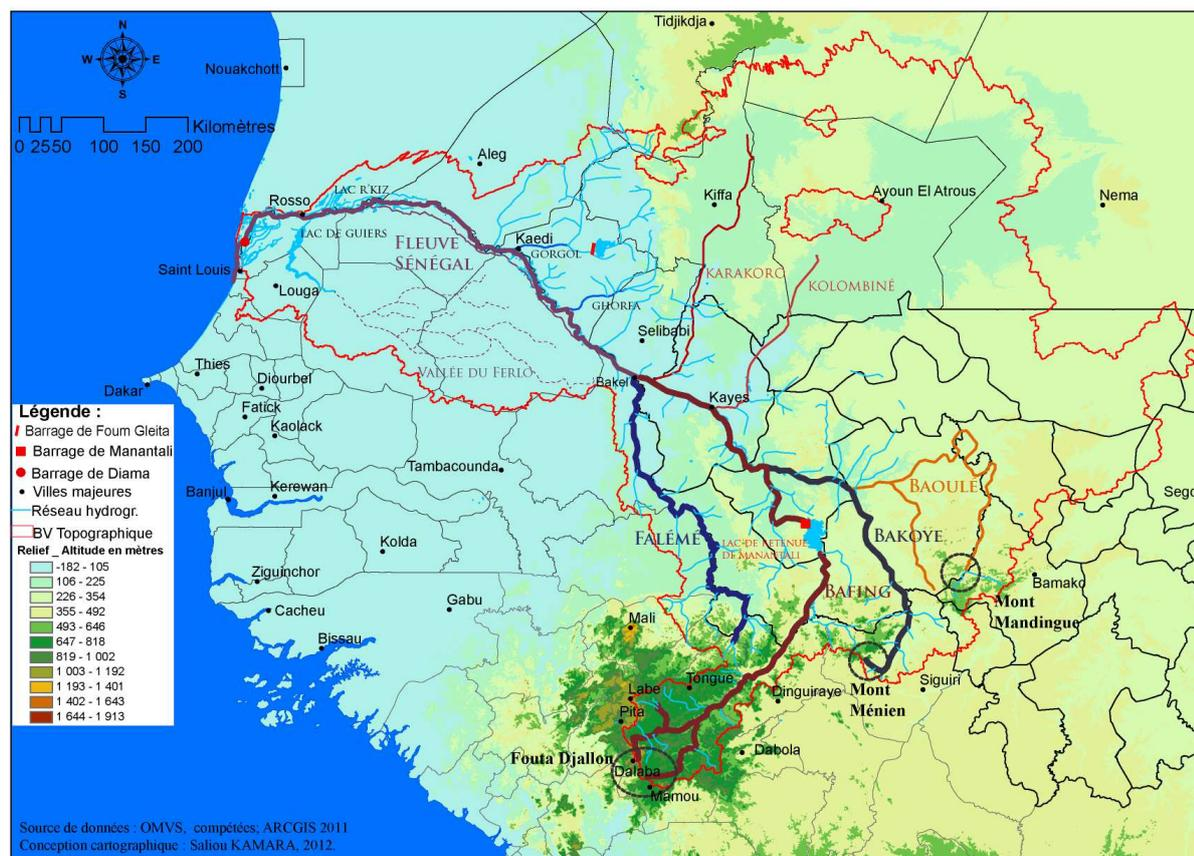 N
W E
S
Kilomètres
0 25 50 100 150 200
Tidjikdja
Nouakchott
Aleg
LAC R'KIZ
Rosso
LAC DE GUIERS
Kiffa
Ayoun El Atrous
Nema
FLEUVE
SÉNÉGAL
Kaedi
GORGOL
Saint Louis
Louga
KARAKORO
KOLOMBINÉ
GHORFA
Selibabi
VALLÉE DU FERLO
Bakel
Kayes
Thies
Dakar
Diourbel
Fatick
Kaolack
Tambacounda
Banjul
Kerewan
BAOULÉ
Sego
FALÉMÉ
LAC DE RETENUE
DE MANANTALI
BAKOYE
Kolda
Ziguinchor
Gabu
BAFING
Bamako
Cacheu
Bissau
Mali
Mont
Mandingue
Tongue
Labe
Dinguiraye
Mont
Ménien
Siguiri
Pita
Fouta Djallon
Dalaba
Dabola
Mamou
Légende :
Barrage de Foum Gleita
Barrage de Manantali
Barrage de Diama
Villes majeures
Réseau hydrogr.
BV Topographique
Relief _ Altitude en mètres
-182 - 105
106 - 225
226 - 354
355 - 492
493 - 646
647 - 818
819 - 1 002
1 003 - 1 192
1 193 - 1 401
1 402 - 1 643
1 644 - 1 913
Source de données : OMVS, compétées; ARCGIS 2011
Conception cartographique : Saliou KAMARA, 2012.